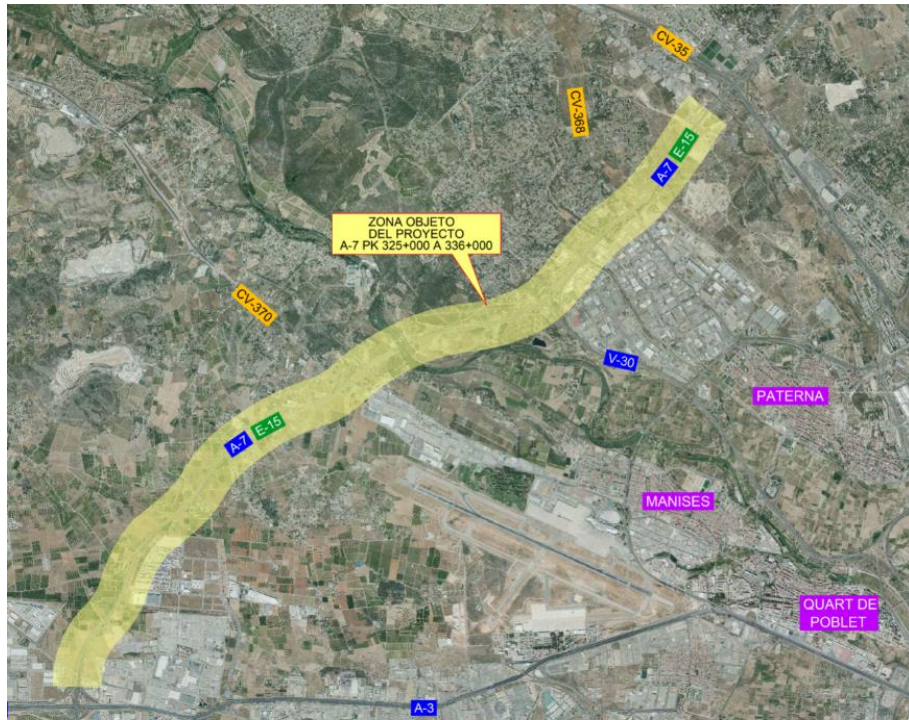 CV-35
CV-368
E-15
A-7
ZONA OBJETO
DEL PROYECTO
A-7 PK 325+000 A 336+000
CV-370
V-30
PATERNA
A-7
E-15
MANISES
QUART DE
POBLET
A-3